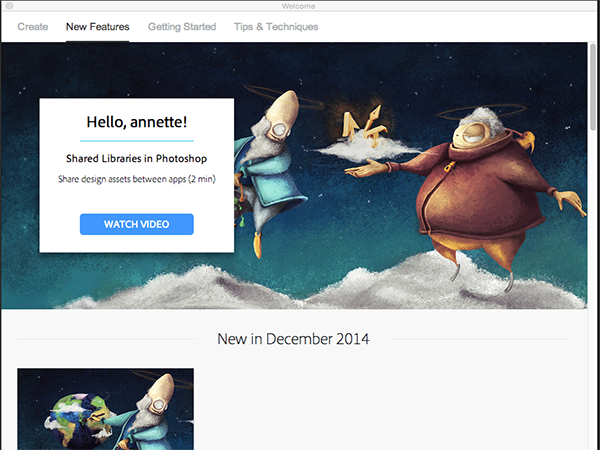 Welcome
Create New Features Getting Started Tips & Techniques
Hello, annette!
Shared Libraries in Photoshop
Share design assets between apps (2 min)
WATCH VIDEO
New in December 2014